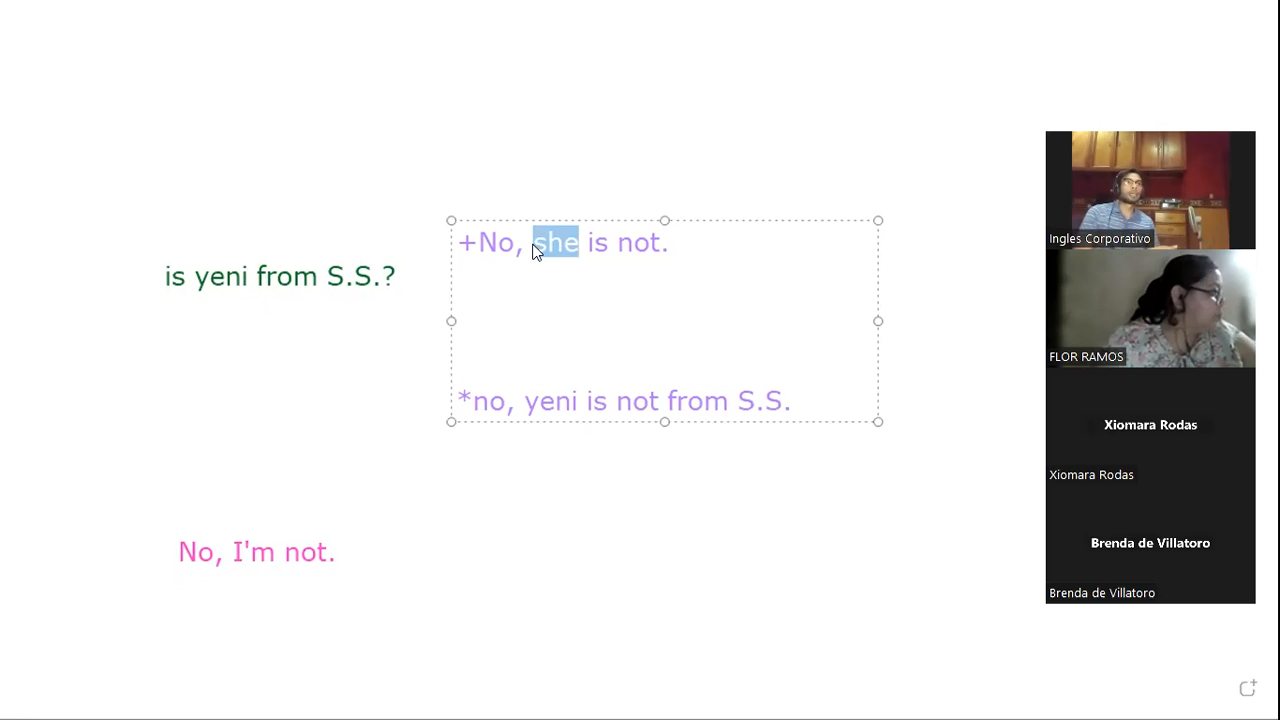 +No, she is not.
is yeni from S.S.?
*no, yeni is not from S.S.
No, I'm not.
Ingles Corporativo
FLOR RAMOS
Xiomara Rodas
Xiomara Rodas
Brenda de Villatoro
Brenda de Villatoro